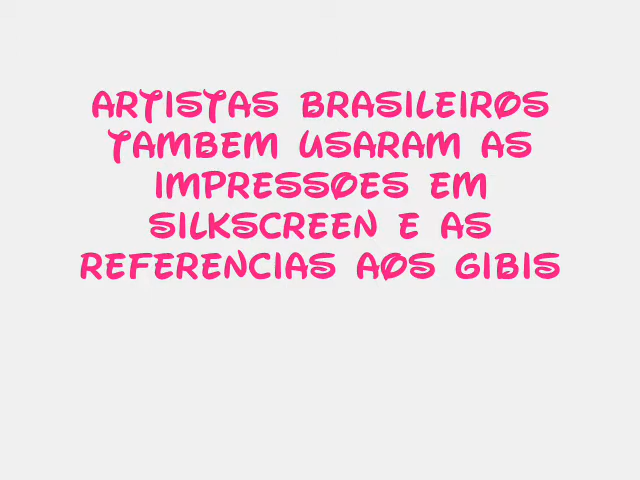 ARTISTAS BRASILEIROS
TAMBEM USARAM AS
IMPRESSOES EM
SILKSCREEN E AS
REFERENCIAS AOS GIBIS